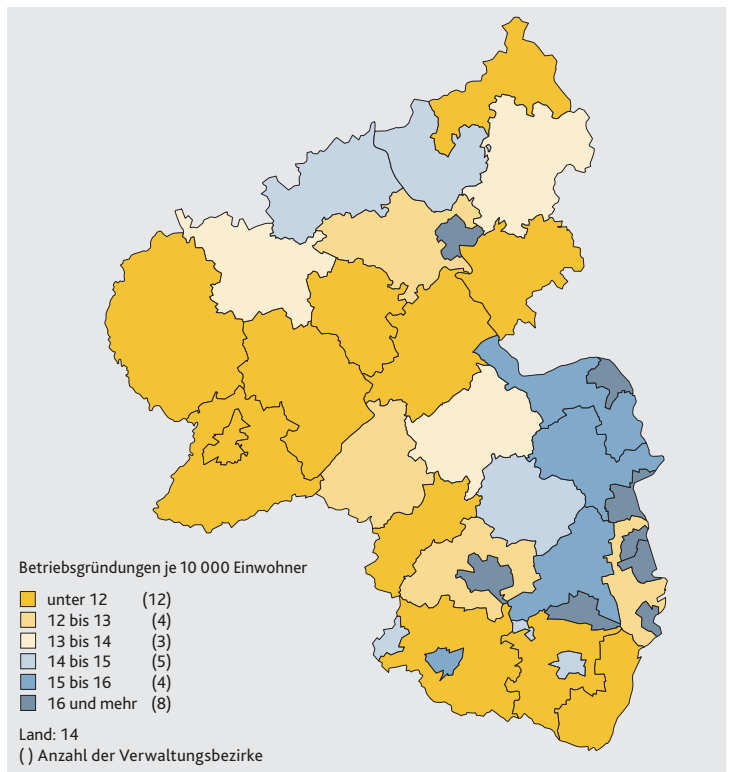 Betriebsgründungen je 10 000 Einwohner
unter 12 (12)
12 bis 13 (4)
13 bis 14 (3)
14 bis 15 (5)
15 bis 16 (4)
16 und mehr (8)
Land: 14
( ) Anzahl der Verwaltungsbezirke